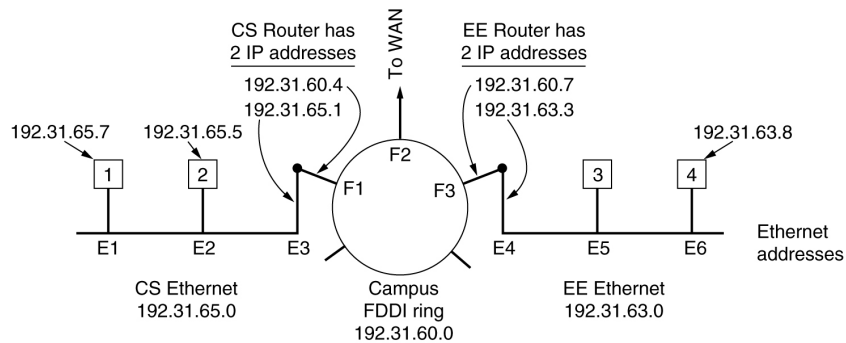 CS Router has
2 IP addresses
192.31.60.4
192.31.65.1
To WAN
EE Router has
2 IP addresses
192.31.60.7
192.31.63.3
192.31.65.7
192.31.65.5
192.31.63.8
1
2
F1
F2
F3
3
4
E1
E2
E3
E4
E5
E6
Ethernet
addresses
CS Ethernet
192.31.65.0
Campus
FDDI ring
192.31.60.0
EE Ethernet
192.31.63.0